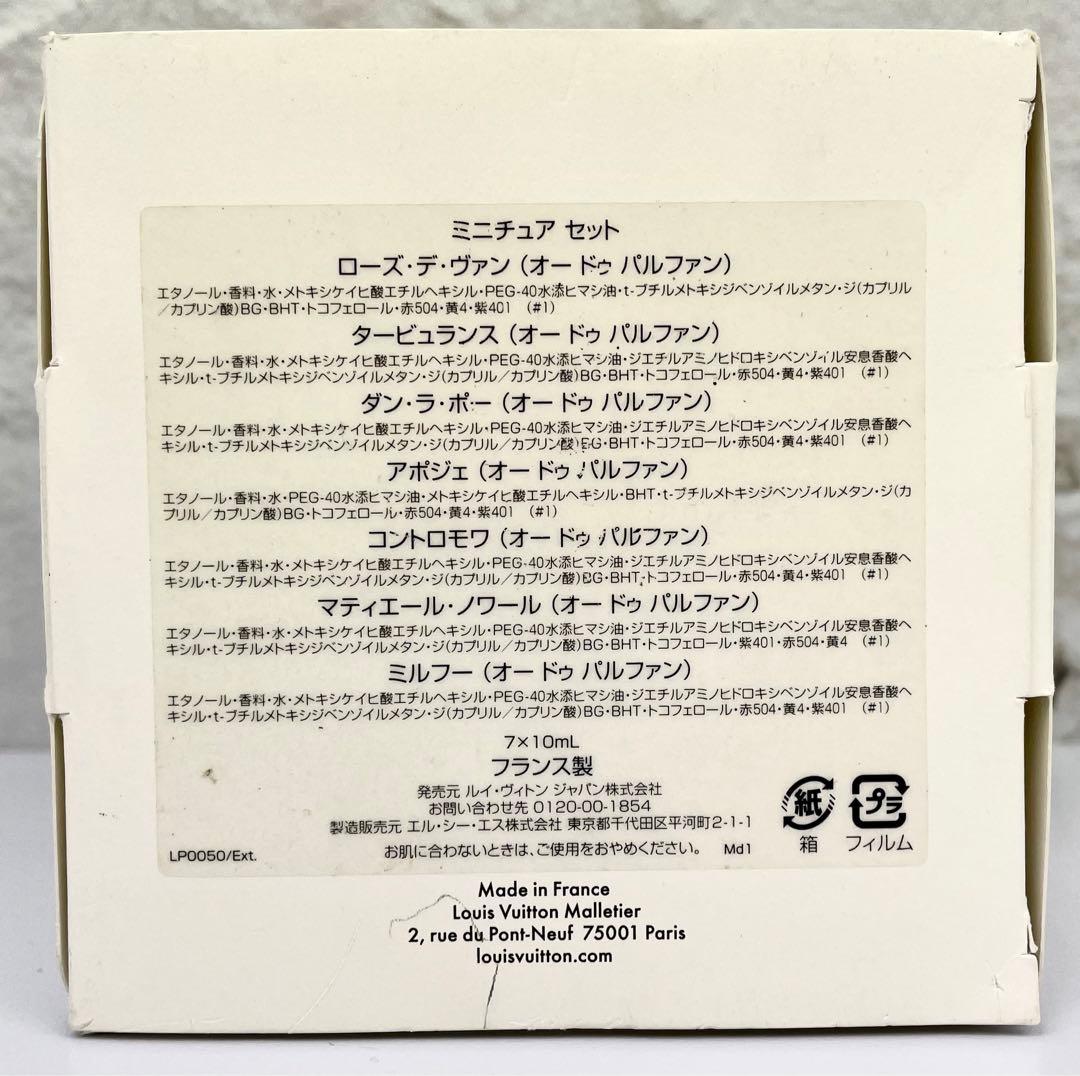 ミニチュア セット
ローズ・デ・ヴァン (オー ドゥ パルファン)
エタノール・香料・水・メトキシケイヒ酸エチルヘキシル・PEG-40水添ヒマシ油・t-ブチルメトキシジベンゾイルメタン・ジ(カプリル
/カプリン酸)BG・BHT・トコフェロール・赤504・黄4・紫401 (#1)
タービュランス (オー ドゥ パルファン)
エタノール・香料・水・メトキシケイヒ酸エチルヘキシル・PEG-40水添ヒマシ油・ジエチルアミノヒドロキシベンゾイル安息香酸ヘ
キシル・t-ブチルメトキシジベンゾイルメタン・ジ(カプリル/カプリン酸)BG・BHT・トコフェロール・赤504・黄4・紫401 (#1)
ダン・ラ・ポー (オー ドゥ パルファン)
エタノール・香料・水・メトキシケイヒ酸エチルヘキシル・PEG-40水添ヒマシ油・ジエチルアミノヒドロキシベンゾイル安息香酸ヘ
キシル・t-ブチルメトキシジベンゾイルメタン・ジ(カプリル/カプリン酸)BG・BHT・トコフェロール・赤504・黄4・紫401 (#1)
アポジェ (オー ドゥ パルファン)
エタノール・香料・水・PEG-40水添ヒマシ油・メトキシケイヒ酸エチルヘキシル・BHT・t-ブチルメトキシジベンゾイルメタン・ジ(カ
プリル/カプリン酸)BG・トコフェロール・赤504・黄4・紫401 (#1)
コントロモワ (オー ドゥ パルファン)
エタノール・香料・水・メトキシケイヒ酸エチルヘキシル・PEG-40水添ヒマシ油・ジエチルアミノヒドロキシベンゾイル安息香酸ヘ
キシル・t-ブチルメトキシジベンゾイルメタン・ジ(カプリル/カプリン酸)BG・BHT・トコフェロール・赤504・黄4・紫401 (#1)
マティエール・ノワール (オー ドゥ パルファン)
エタノール・香料・水・メトキシケイヒ酸エチルヘキシル・PEG-40水添ヒマシ油・ジエチルアミノヒドロキシベンゾイル安息香酸ヘ
キシル・t-ブチルメトキシジベンゾイルメタン・ジ(カプリル/カプリン酸)BG・BHT・トコフェロール・紫401・赤504・黄4 (#1)
ミルフー (オー ドゥ パルファン)
エタノール・香料・水・メトキシケイヒ酸エチルヘキシル・PEG-40水添ヒマシ油・ジエチルアミノヒドロキシベンゾイル安息香酸ヘ
キシル・t-ブチルメトキシジベンゾイルメタン・ジ(カプリル/カプリン酸)BG・BHT・トコフェロール・赤504・黄4・紫401 (#1)
7×10mL
フランス製
発売元 ルイ・ヴィトン ジャパン株式会社
お問い合わせ先 0120-00-1854
製造販売元 エル・シー・エス株式会社 東京都千代田区平河町2-1-1
お肌に合わないときは、ご使用をおやめください。 Md1
LP0050/Ext.
紙 プラ
箱 フィルム
Made in France
Louis Vuitton Malletier
2, rue du Pont-Neuf 75001 Paris
louisvuitton.com